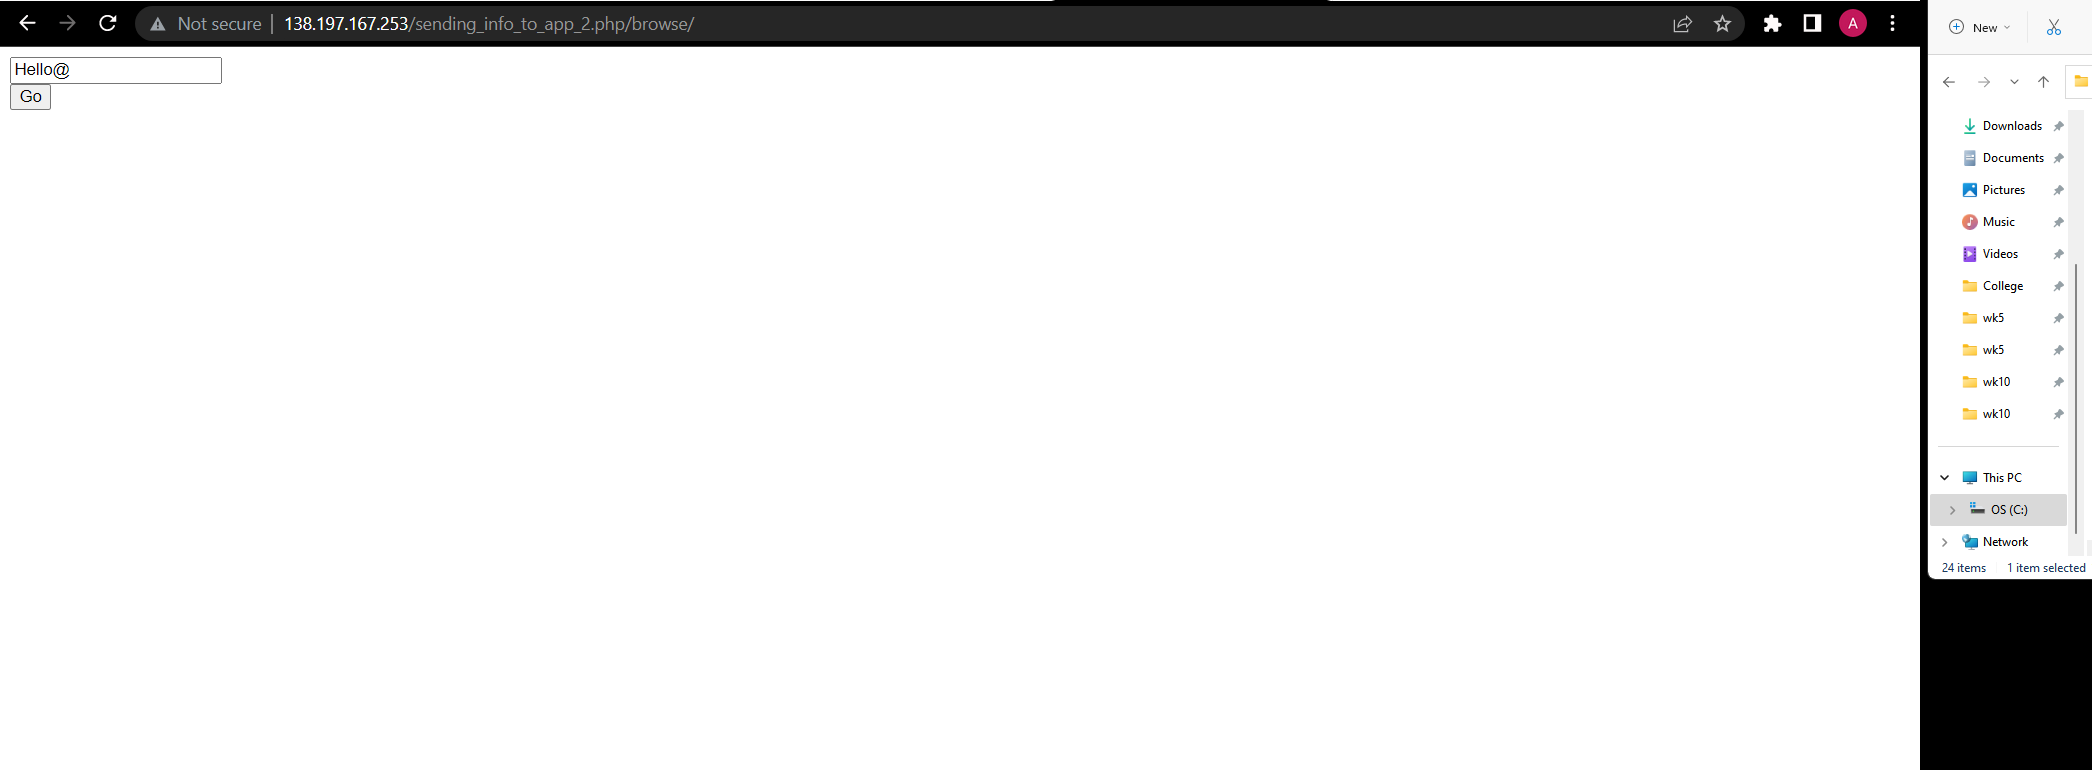 Not secure | 138.197.167.253/sending_info_to_app_2.php/browse/
A
Hello@
Go
New
Downloads
Documents
Pictures
Music
Videos
College
wk5
wk5
wk10
wk10
This PC
OS (C:)
Network
24 items 1 item selected